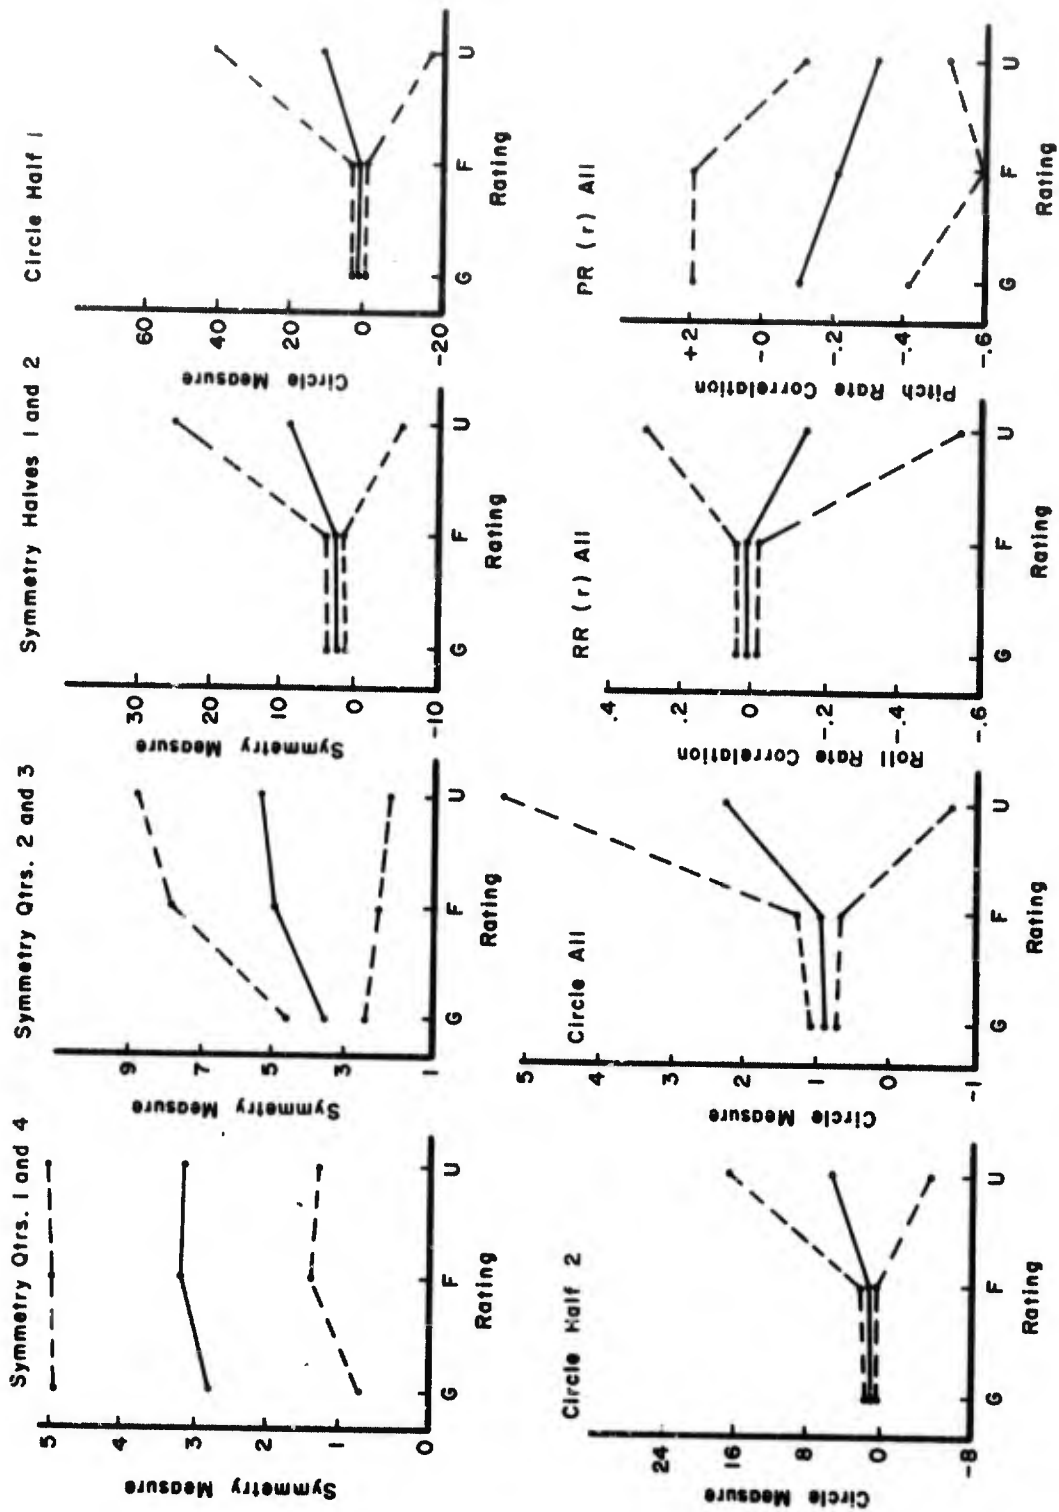 Symmetry Qtrs. 1 and 4
Symmetry Measure
5
4
3
2
1
0
G
F
U
Rating
Symmetry Qtrs. 2 and 3
Symmetry Measure
9
7
5
3
1
G
F
U
Rating
Symmetry Halves 1 and 2
Symmetry Measure
30
20
10
0
-10
G
F
U
Rating
Circle Half 1
Circle Measure
60
40
20
0
-20
G
F
U
Rating
Circle Half 2
Circle Measure
24
16
8
0
-8
G
F
U
Rating
Circle All
Circle Measure
5
4
3
2
1
0
-1
G
F
U
Rating
RR (r) All
Roll Rate Correlation
.4
.2
.0
-.2
-.4
-.6
G
F
U
Rating
PR (r) All
Pitch Rate Correlation
+.2
-.0
-.2
-.4
-.6
G
F
U
Rating